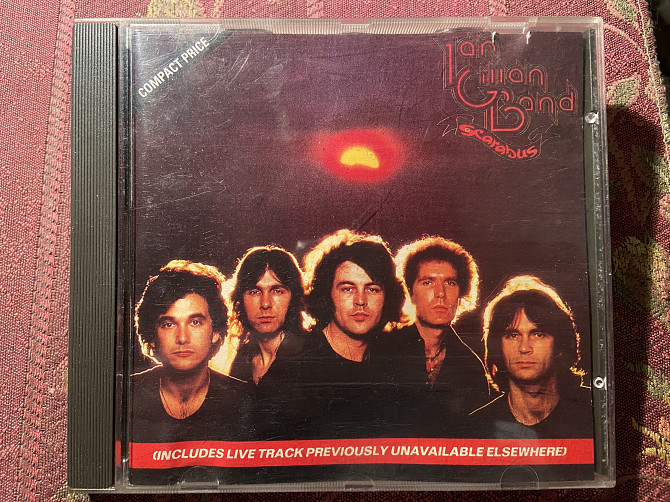 COMPACT PRICE
Ian
Gillan
Band
Scarabus
(INCLUDES LIVE TRACK PREVIOUSLY UNAVAILABLE ELSEWHERE)